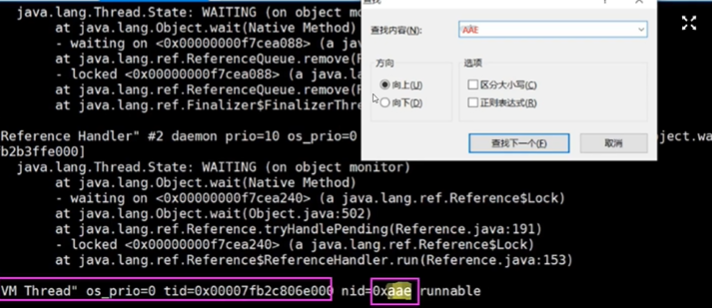 java.lang.Thread.State: WAITING (on object mon
at java.lang.Object.wait(Native Method)
- waiting on <0x00000000f7cea088> (a jav
at java.lang.ref.ReferenceQueue.remove(R
- locked <0x00000000f7cea088> (a java.la
at java.lang.ref.ReferenceQueue.remove(R
at java.lang.ref.Finalizer$FinalizerThre
查找内容(N):
AAE
方向
向上(U)
向下(D)
选项
区分大小写(C)
正则表达式(R)
查找下一个(F)
取消
Reference Handler" #2 daemon prio=10 os_prio=0
ject.wa
b2b3ffe000]
java.lang.Thread.State: WAITING (on object monitor)
at java.lang.Object.wait(Native Method)
- waiting on <0x00000000f7cea240> (a java.lang.ref.Reference$Lock)
at java.lang.Object.wait(Object.java:502)
at java.lang.ref.Reference.tryHandlePending(Reference.java:191)
- locked <0x00000000f7cea240> (a java.lang.ref.Reference$Lock)
at java.lang.ref.Reference$ReferenceHandler.run(Reference.java:153)
VM Thread" os_prio=0 tid=0x00007fb2c806e000 nid=0xaae runnable